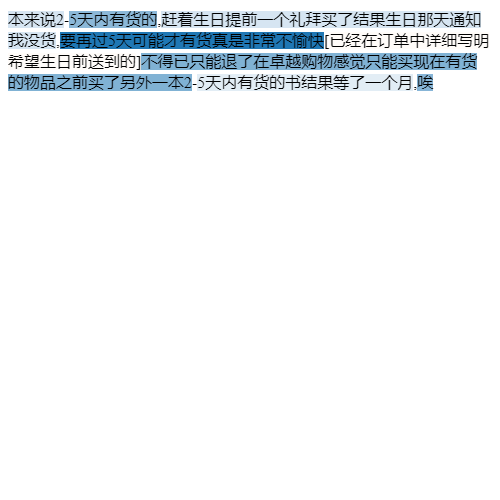 本来说2-5天内有货的,赶着生日提前一个礼拜买了结果生日那天通知
我没货,要再过5天可能才有货真是非常不愉快[已经在订单中详细写明
希望生日前送到的]不得已只能退了在卓越购物感觉只能买现在有货
的物品之前买了另外一本2-5天内有货的书结果等了一个月,唉